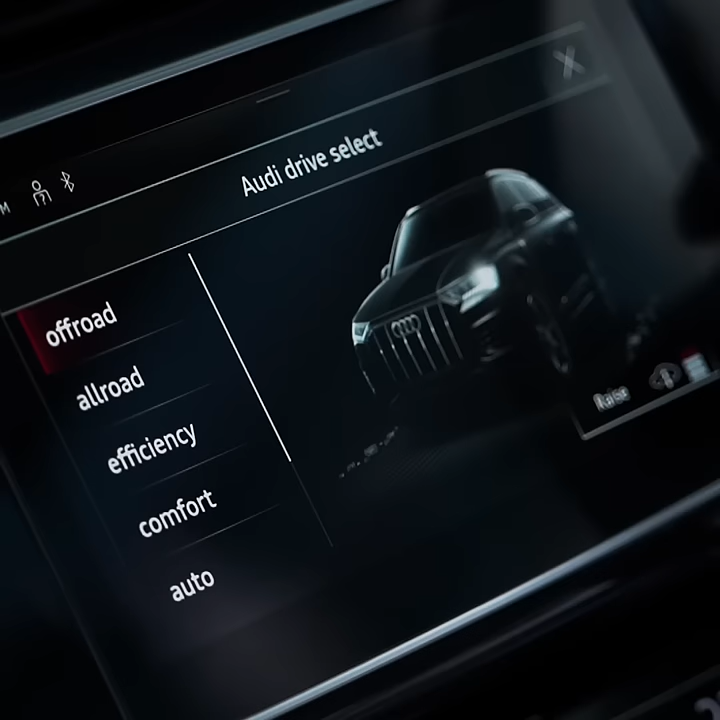 Audi drive select
offroad
allroad
efficiency
comfort
auto
Raise